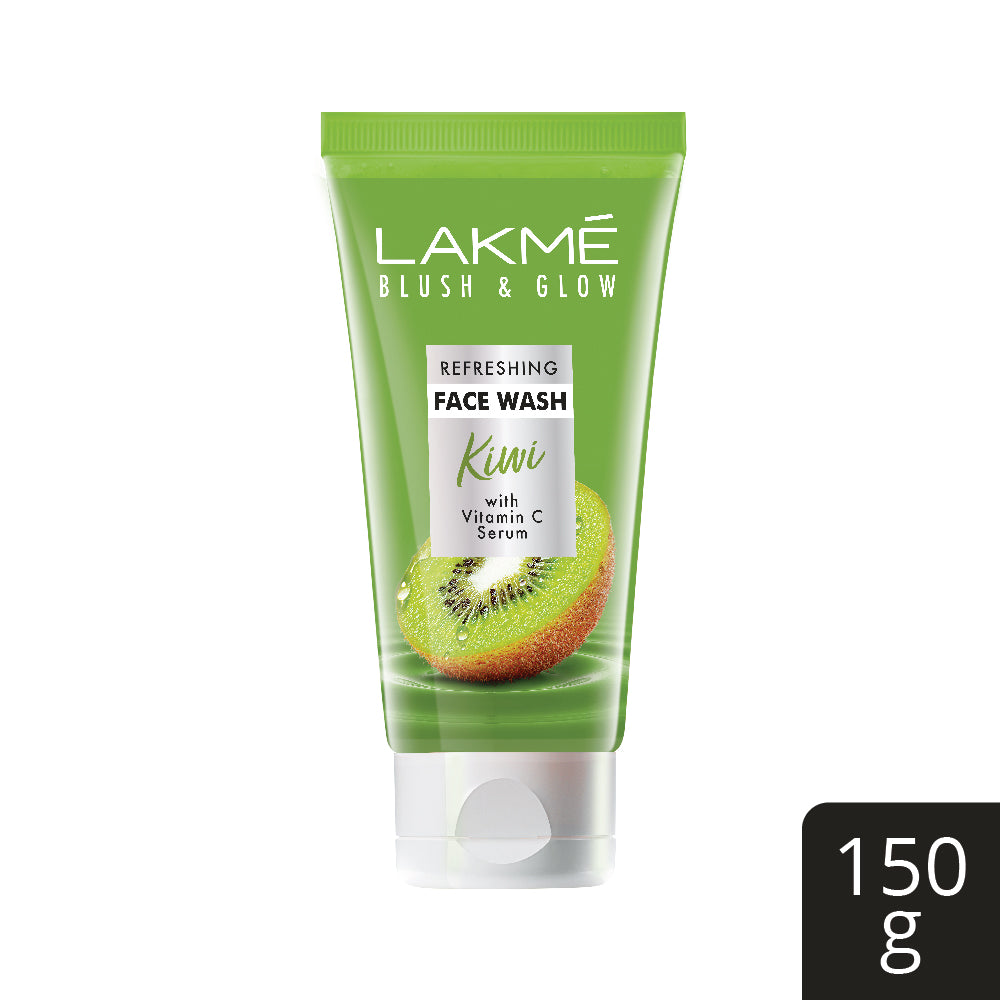 LAKMÉ
BLUSH & GLOW
REFRESHING
FACE WASH
Kiwi
with
Vitamin C
Serum
150
g